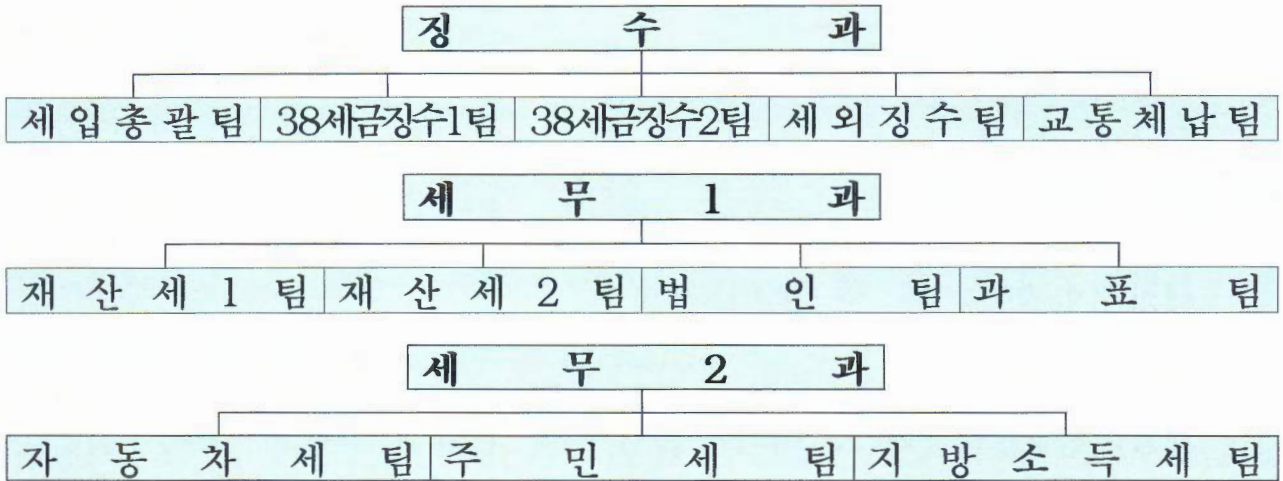 징 수 과
세 입 총 괄 팀 38세금징수1팀 38세금징수2팀 세 외 징 수 팀 교 통 체 납 팀
세 무 1 과
재 산 세 1 팀 재 산 세 2 팀 법 인 팀 과 표 팀
세 무 2 과
자 동 차 세 팀 주 민 세 팀 지 방 소 득 세 팀